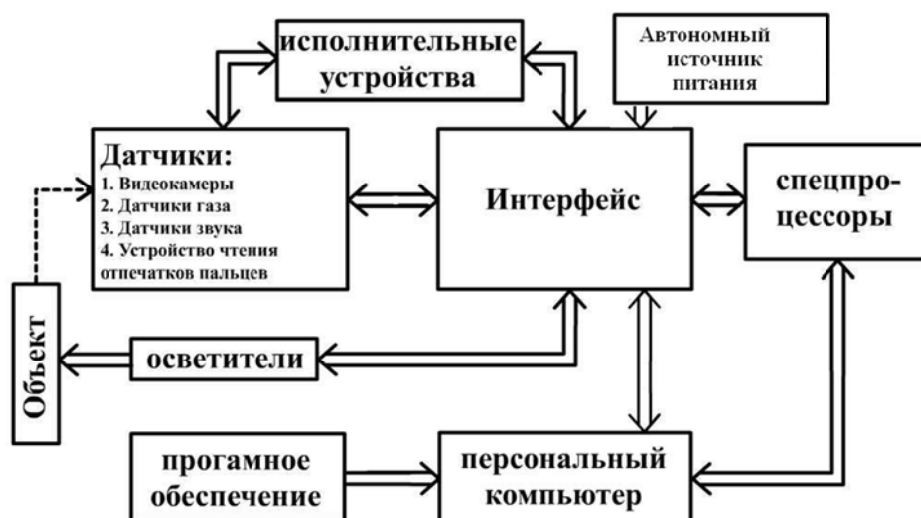 исполнительные
устройства
Автономный
источник
питания
Датчики:
1. Видеокамеры
2. Датчики газа
3. Датчики звука
4. Устройство чтения
отпечатков пальцев
Интерфейс
спецпро-
цессоры
Объект
осветители
прогамное
обеспечение
персональный
компьютер